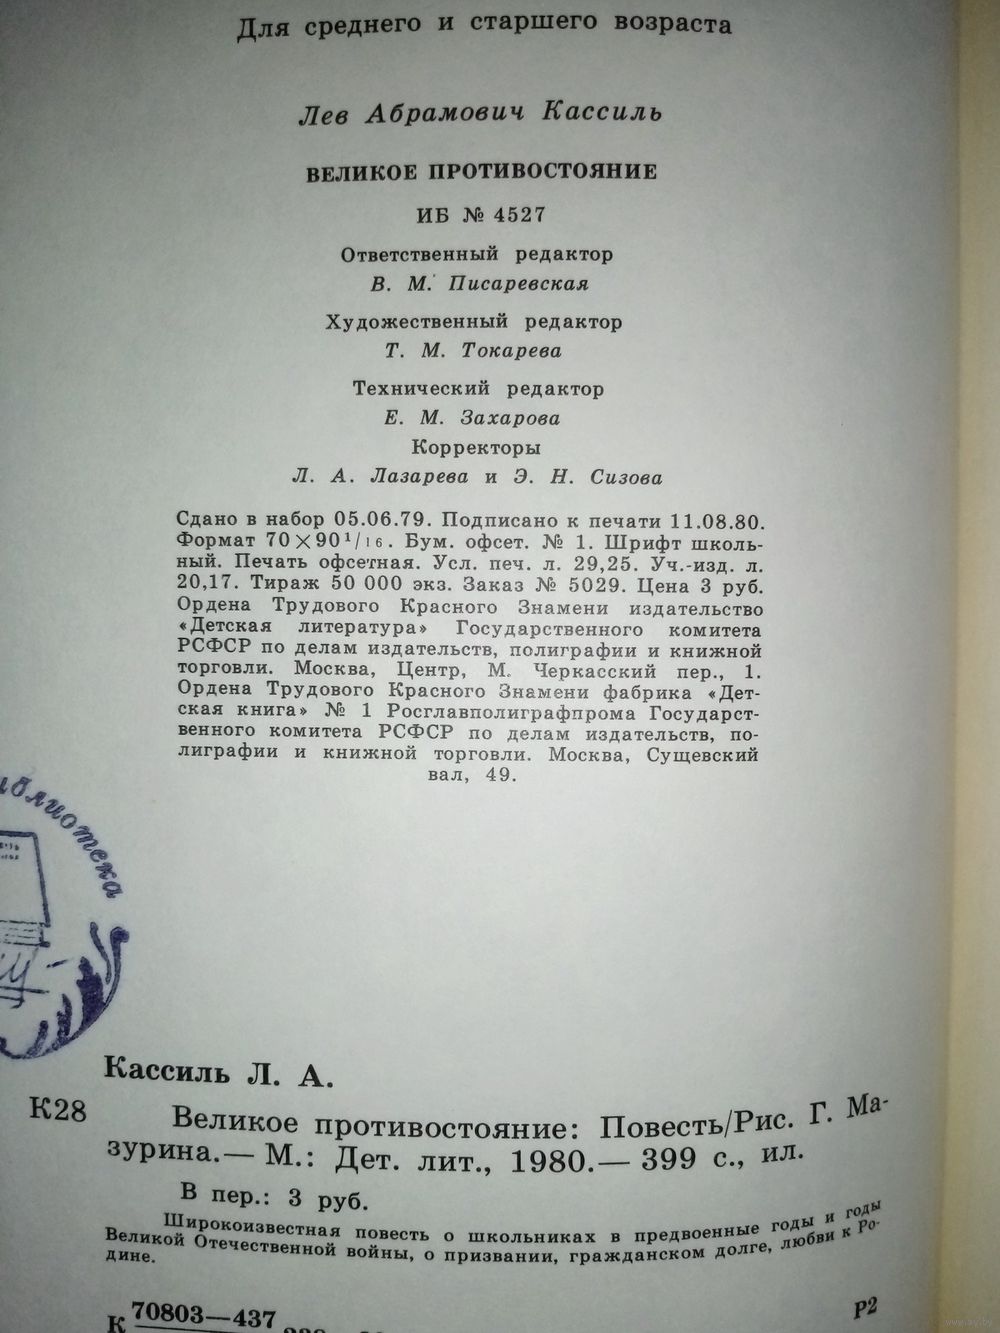 Для среднего и старшего возраста
Лев Абрамович Кассиль
ВЕЛИКОЕ ПРОТИВОСТОЯНИЕ
ИБ № 4527
Ответственный редактор
В. М. Писаревская
Художественный редактор
Т. М. Токарева
Технический редактор
Е. М. Захарова
Корректоры
Л. А. Лазарева и Э. Н. Сизова
Сдано в набор 05.06.79. Подписано к печати 11.08.80.
Формат 70×90¹/₁₆. Бум. офсет. № 1. Шрифт школь-
ный. Печать офсетная. Усл. печ. л. 29,25. Уч.-изд. л.
20,17. Тираж 50 000 экз. Заказ № 5029. Цена 3 руб.
Ордена Трудового Красного Знамени издательство
«Детская литература» Государственного комитета
РСФСР по делам издательств, полиграфии и книжной
торговли. Москва, Центр, М. Черкасский пер., 1.
Ордена Трудового Красного Знамени фабрика «Дет-
ская книга» № 1 Росглавполиграфпрома Государст-
венного комитета РСФСР по делам издательств, по-
лиграфии и книжной торговли. Москва, Сущевский
вал, 49.
иблиотека
Кассиль Л. А.
К28 Великое противостояние: Повесть/Рис. Г. Ма-
зурина.— М.: Дет. лит., 1980.— 399 с., ил.
В пер.: 3 руб.
Широкоизвестная повесть о школьниках в предвоенные годы и годы
Великой Отечественной войны, о призвании, гражданском долге, любви к Ро-
дине.
К 70803—437
Р2